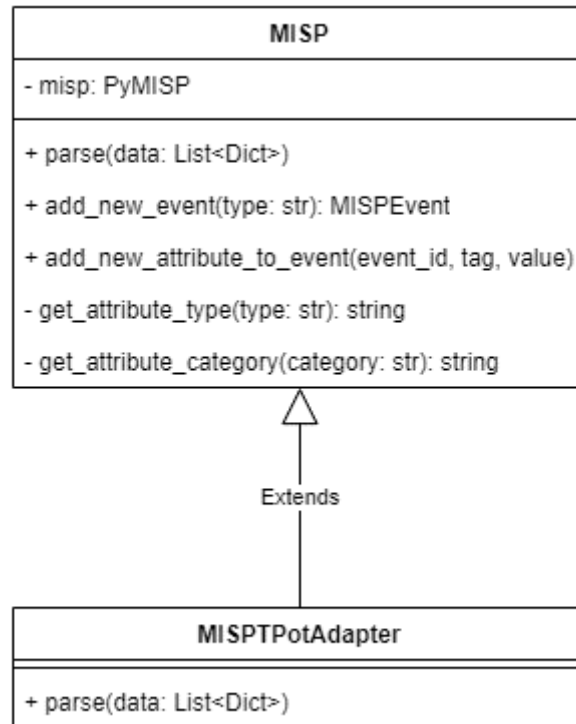 MISP
- misp: PyMISP
+ parse(data: List<Dict>)
+ add_new_event(type: str): MISPEvent
+ add_new_attribute_to_event(event_id, tag, value)
- get_attribute_type(type: str): string
- get_attribute_category(category: str): string
Extends
MISPTPotAdapter
+ parse(data: List<Dict>)